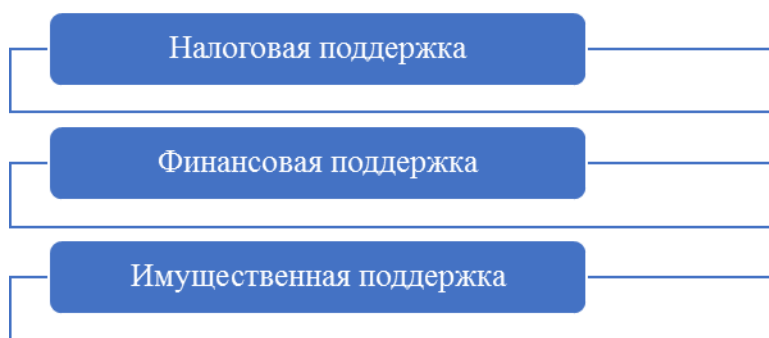 Налоговая поддержка
Финансовая поддержка
Имущественная поддержка